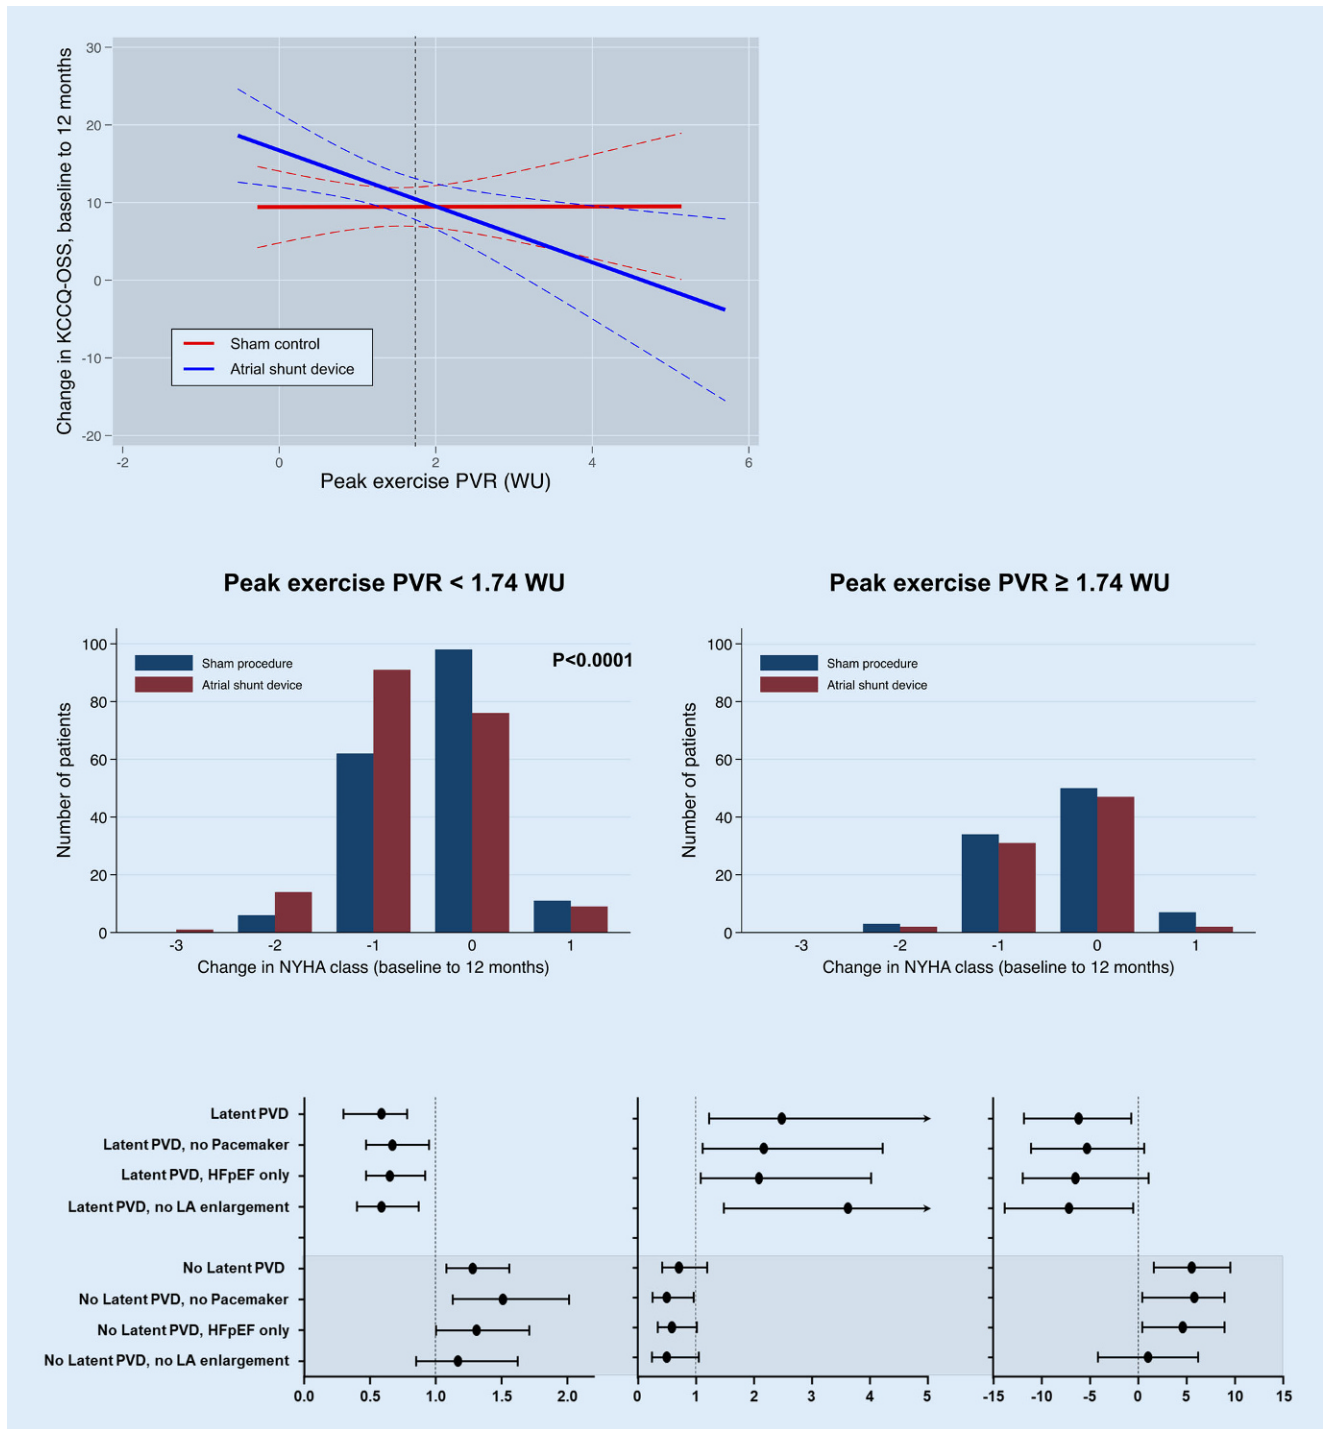 Change in KCCQ-OSS, baseline to 12 months
30
20
10
0
-10
-20
Sham control
Atrial shunt device
-2 0 2 4 6
Peak exercise PVR (WU)
Peak exercise PVR < 1.74 WU
Number of patients
100
80
60
40
20
0
Sham procedure
Atrial shunt device
P<0.0001
-3 -2 -1 0 1
Change in NYHA class (baseline to 12 months)
Peak exercise PVR ≥ 1.74 WU
Number of patients
100
80
60
40
20
0
Sham procedure
Atrial shunt device
-3 -2 -1 0 1
Change in NYHA class (baseline to 12 months)
Latent PVD
Latent PVD, no Pacemaker
Latent PVD, HFpEF only
Latent PVD, no LA enlargement
No Latent PVD
No Latent PVD, no Pacemaker
No Latent PVD, HFpEF only
No Latent PVD, no LA enlargement
0.0 0.5 1.0 1.5 2.0
0 1 2 3 4 5
-15 -10 -5 0 5 10 15